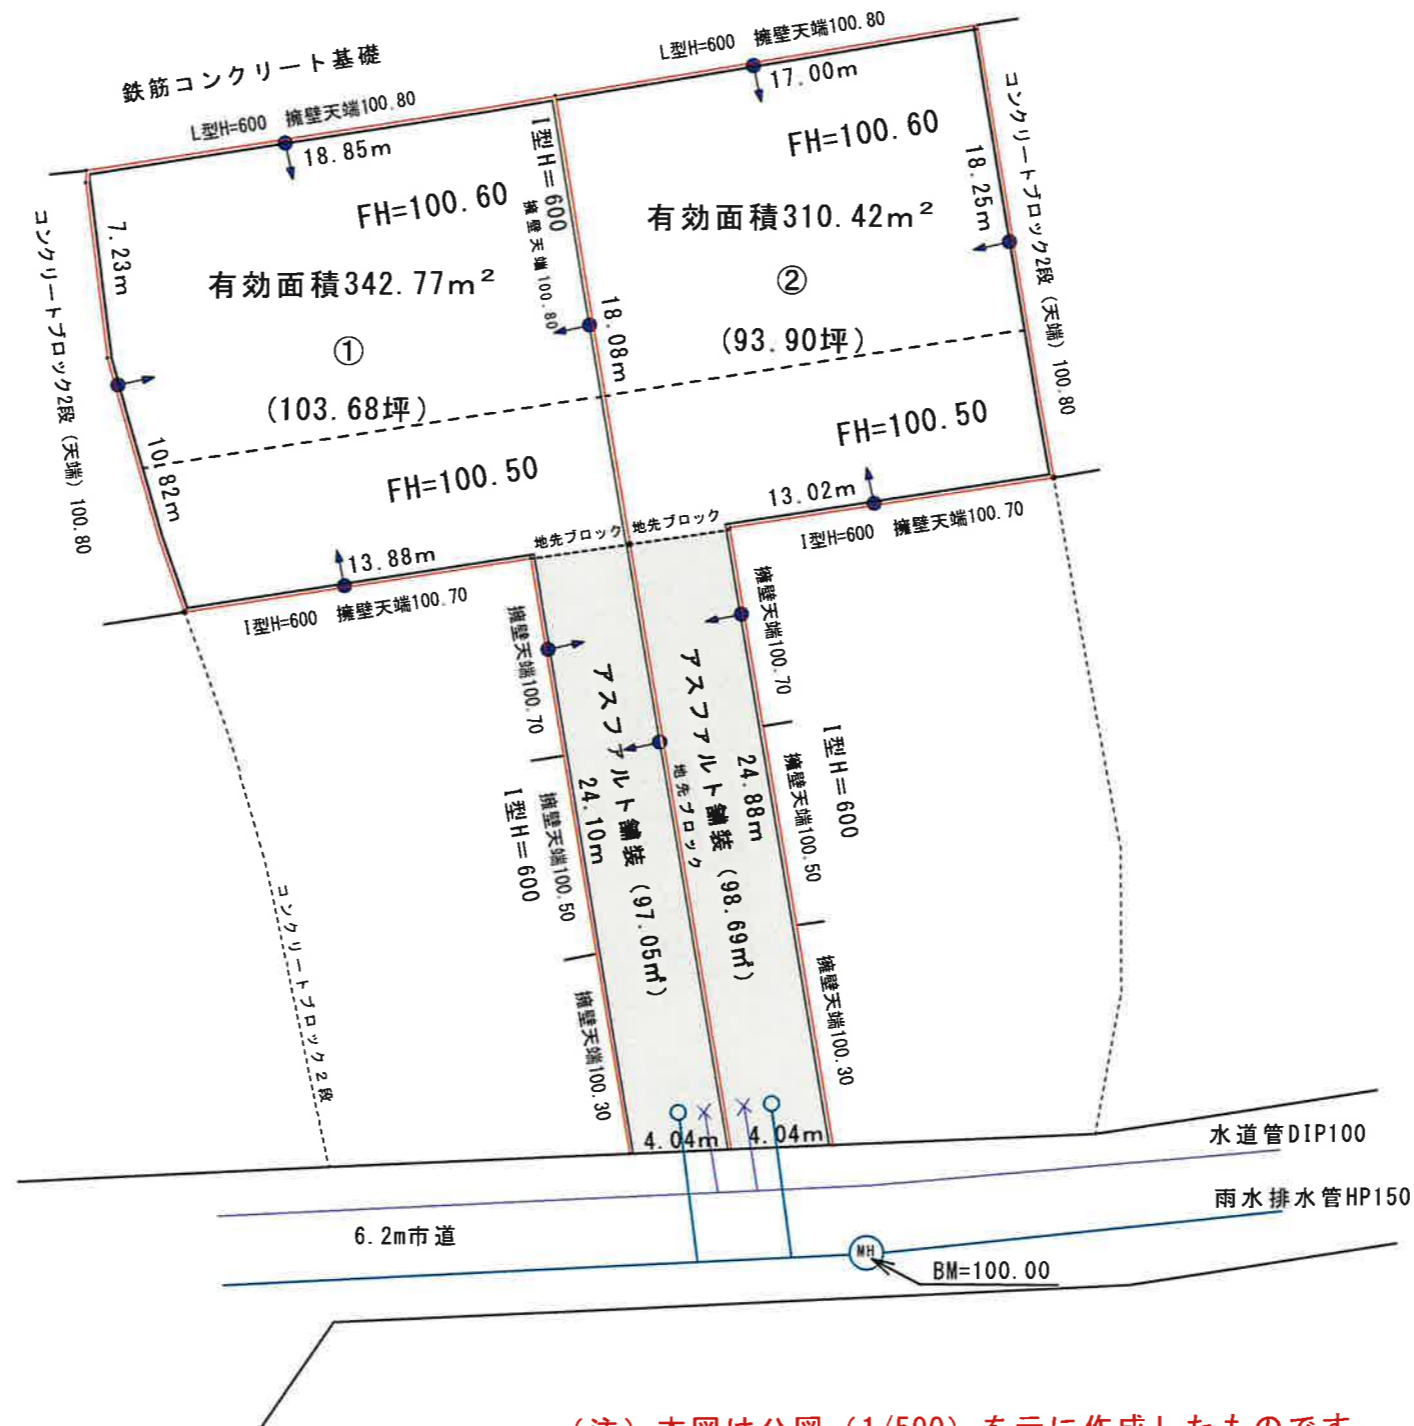 鉄筋コンクリート基礎
L型H=600 擁壁天端100.80
18.85m
L型H=600 擁壁天端100.80
17.00m
コンクリートブロック2段（天端）100.80
7.23m
10.82m
FH=100.60
有効面積342.77m²
①
(103.68坪)
FH=100.50
I型H=600
擁壁天端100.80
18.08m
FH=100.60
有効面積310.42m²
②
(93.90坪)
FH=100.50
18.25m
コンクリートブロック2段（天端）100.80
13.88m
I型H=600 擁壁天端100.70
地先ブロック
地先ブロック
13.02m
I型H=600 擁壁天端100.70
擁壁天端100.70
擁壁天端100.50
擁壁天端100.30
I型H=600
24.10m
アスファルト舗装（97.05㎡）
地先ブロック
アスファルト舗装（98.69㎡）
24.88m
擁壁天端100.70
擁壁天端100.50
擁壁天端100.30
I型H=600
コンクリートブロック2段
4.04m
4.04m
水道管DIP100
雨水排水管HP150
6.2m市道
MH
BM=100.00